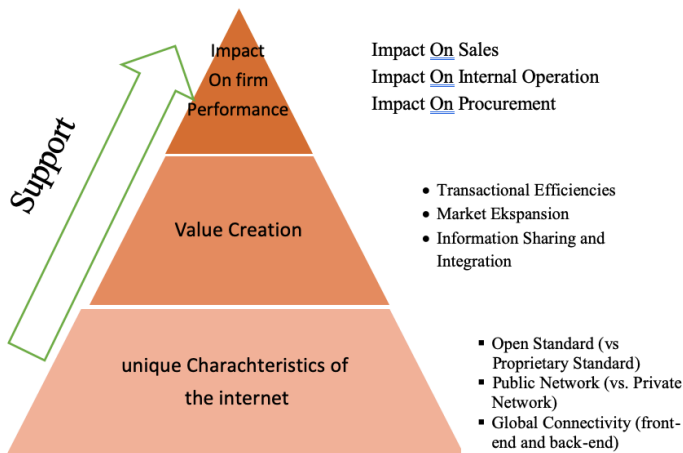 Support
Impact
On firm
Performance
Impact On Sales
Impact On Internal Operation
Impact On Procurement
Value Creation
• Transactional Efficiencies
• Market Ekspansion
• Information Sharing and
Integration
unique Charachteristics of
the internet
▪ Open Standard (vs
Proprietary Standard)
▪ Public Network (vs. Private
Network)
▪ Global Connectivity (front-
end and back-end)